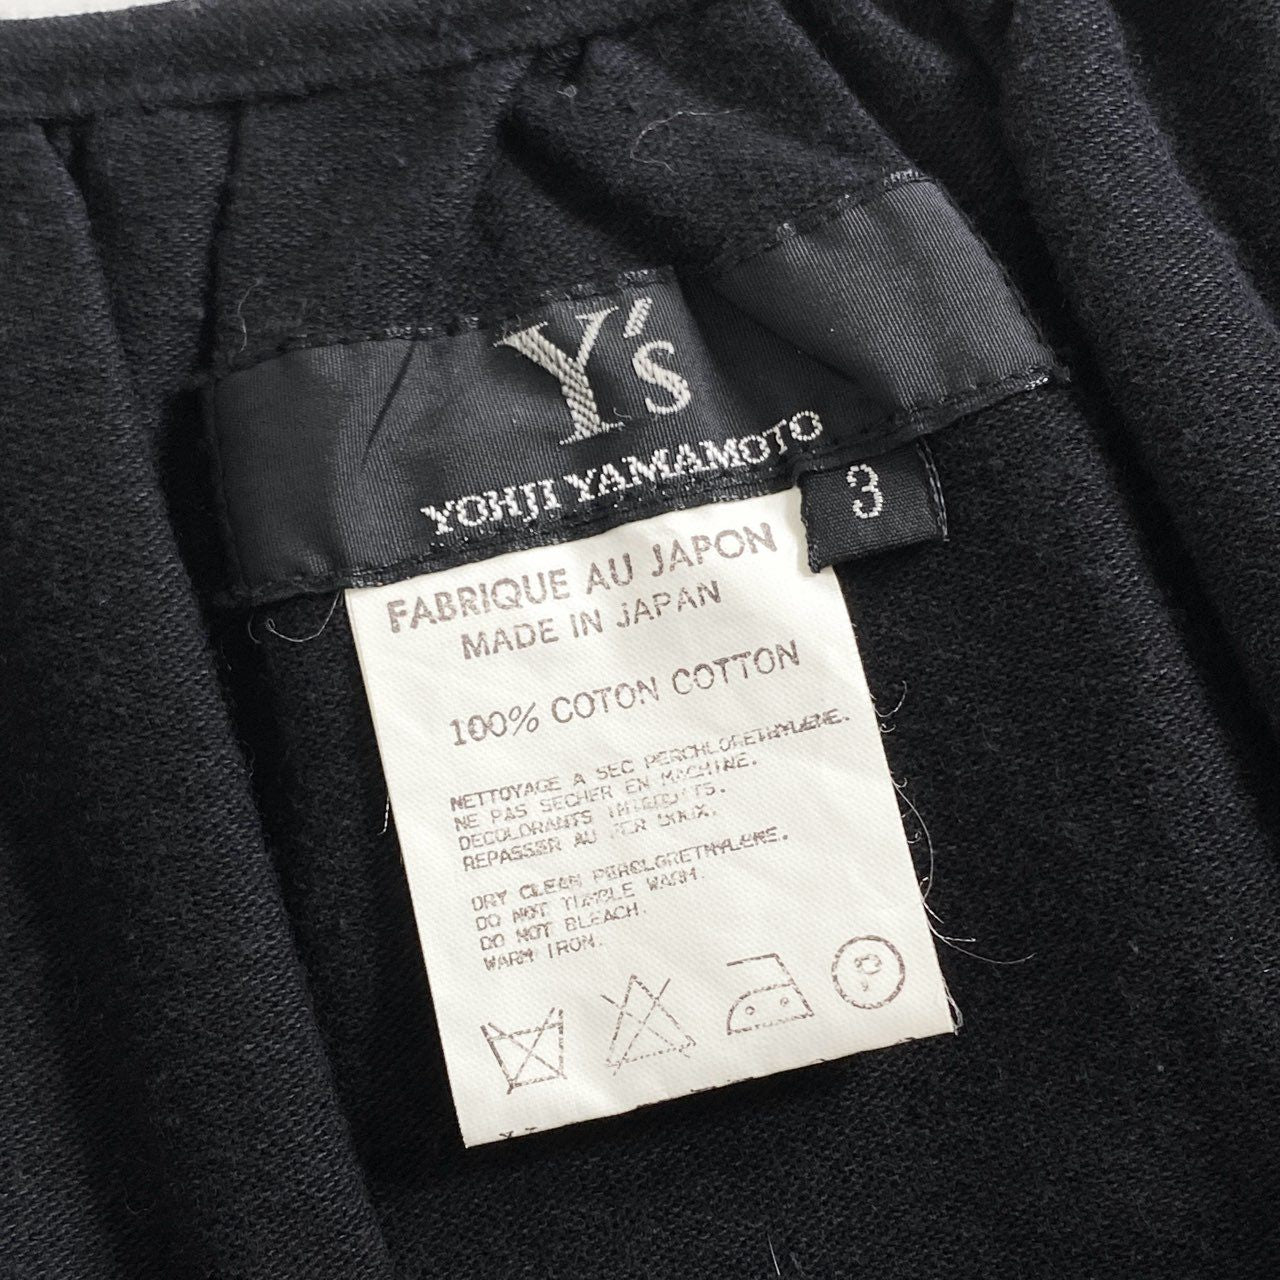 Y's
YOHJI YAMAMOTO
3
FABRIQUE AU JAPON
MADE IN JAPAN
100% COTON COTTON
NETTOYAGE A SEC PERCHLORETHYLENE.
NE PAS SECHER EN MACHINE.
DECOLORANTS INTERDITS.
REPASSER AU FER DOUX.
DRY CLEAN PERCLORETHYLENE.
DO NOT TUMBLE WARM.
DO NOT BLEACH.
WARM IRON.
P